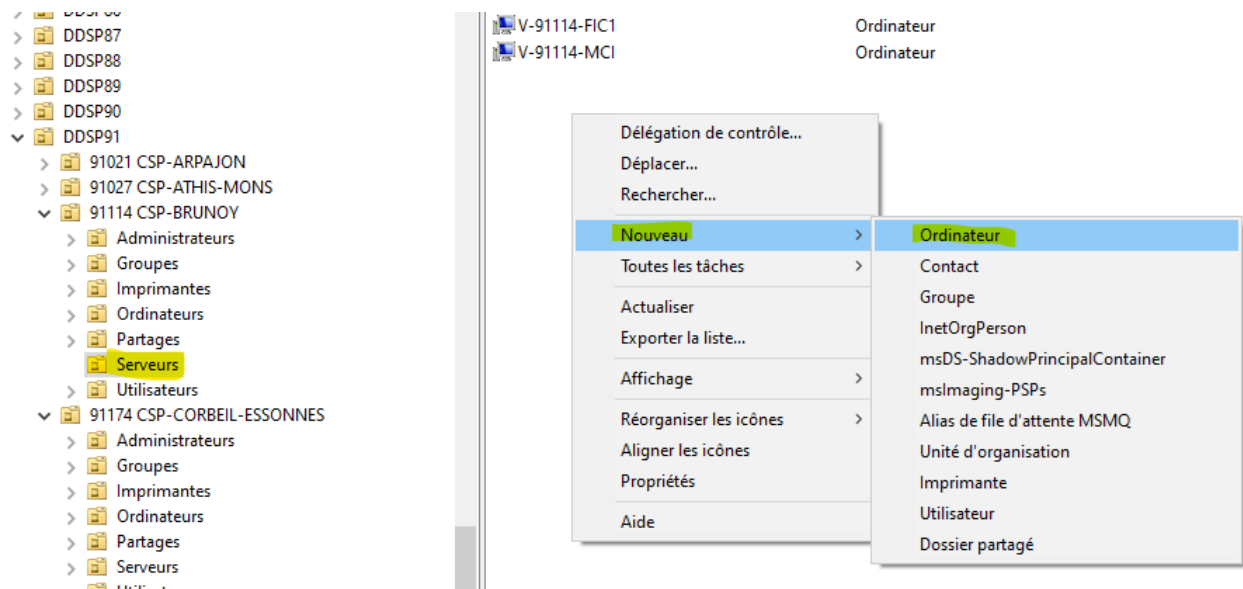 DDSP87
DDSP88
DDSP89
DDSP90
DDSP91
91021 CSP-ARPAJON
91027 CSP-ATHIS-MONS
91114 CSP-BRUNOY
Administrateurs
Groupes
Imprimantes
Ordinateurs
Partages
Serveurs
Utilisateurs
91174 CSP-CORBEIL-ESSONNES
Administrateurs
Groupes
Imprimantes
Ordinateurs
Partages
Serveurs
V-91114-FIC1 Ordinateur
V-91114-MCI Ordinateur
Délégation de contrôle...
Déplacer...
Rechercher...
Nouveau
Toutes les tâches
Actualiser
Exporter la liste...
Affichage
Réorganiser les icônes
Aligner les icônes
Propriétés
Aide
Ordinateur
Contact
Groupe
InetOrgPerson
msDS-ShadowPrincipalContainer
msImaging-PSPs
Alias de file d'attente MSMQ
Unité d'organisation
Imprimante
Utilisateur
Dossier partagé